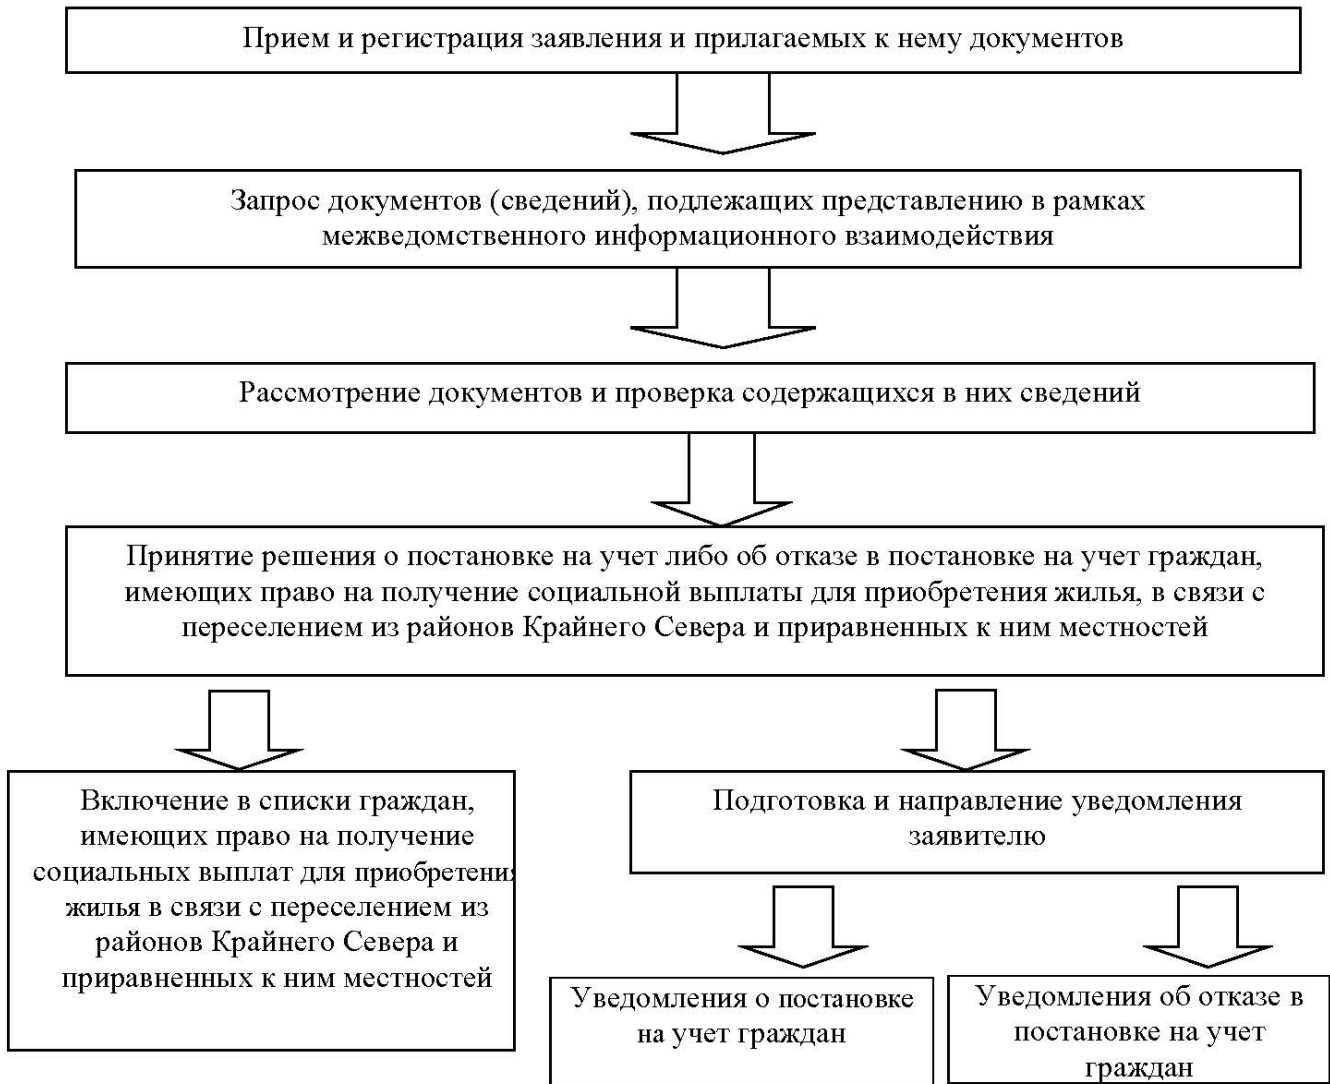 Прием и регистрация заявления и прилагаемых к нему документов
Запрос документов (сведений), подлежащих представлению в рамках
межведомственного информационного взаимодействия
Рассмотрение документов и проверка содержащихся в них сведений
Принятие решения о постановке на учет либо об отказе в постановке на учет граждан,
имеющих право на получение социальной выплаты для приобретения жилья, в связи с
переселением из районов Крайнего Севера и приравненных к ним местностей
Включение в списки граждан,
имеющих право на получение
социальных выплат для приобретения
жилья в связи с переселением из
районов Крайнего Севера и
приравненных к ним местностей
Подготовка и направление уведомления
заявителю
Уведомления о постановке
на учет граждан
Уведомления об отказе в
постановке на учет
граждан